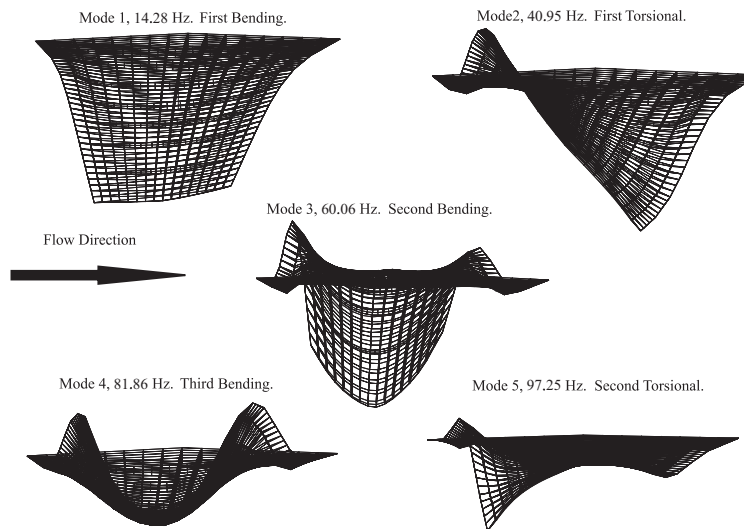 Mode 1, 14.28 Hz. First Bending.
Mode2, 40.95 Hz. First Torsional.
Mode 3, 60.06 Hz. Second Bending.
Flow Direction
Mode 4, 81.86 Hz. Third Bending.
Mode 5, 97.25 Hz. Second Torsional.